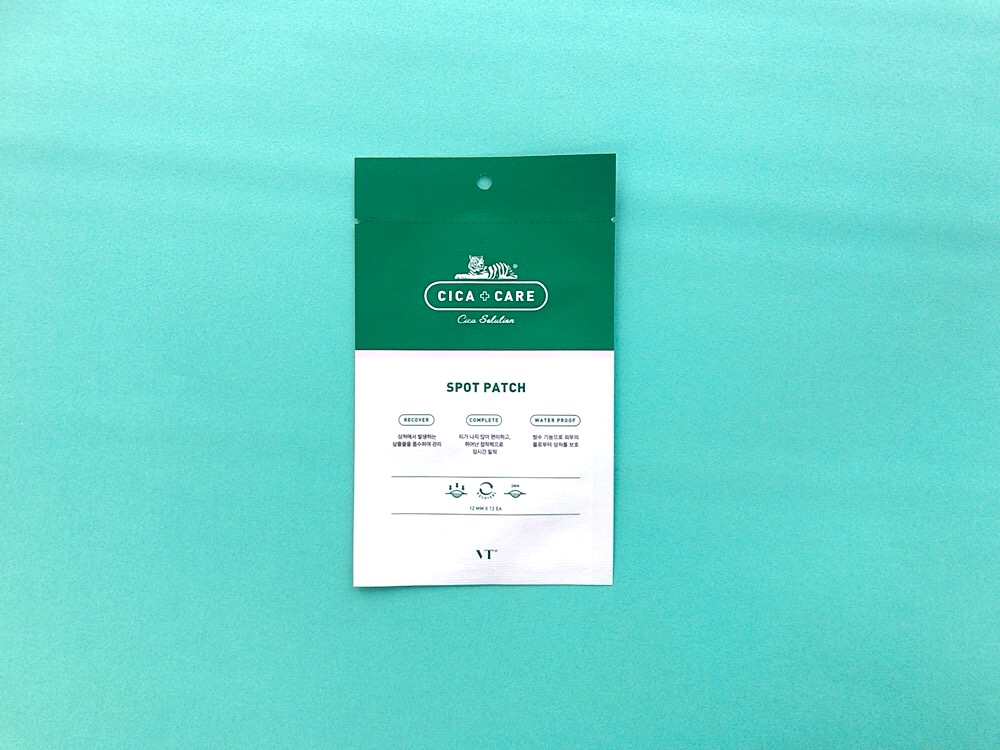 CICA + CARE
Cica Solution
SPOT PATCH
RECOVER
상처에서 발생하는
삼출물을 흡수하여 관리
COMPLETE
티가 나지 않아 편리하고,
뛰어난 점착력으로
장시간 밀착
WATER PROOF
방수 기능으로 외부의
물로부터 상처를 보호
12 MM X 12 EA
VT